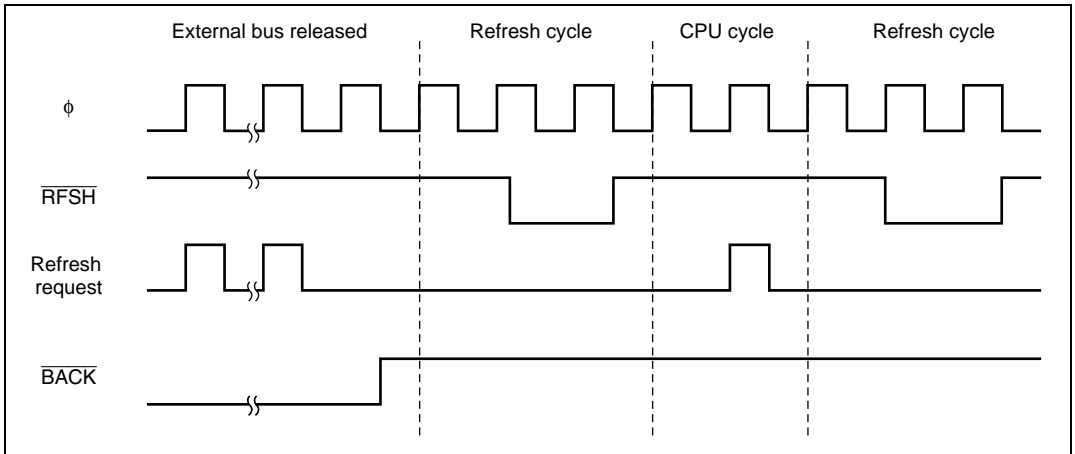 External bus released Refresh cycle CPU cycle Refresh cycle
ϕ
RFSH
Refresh
request
BACK